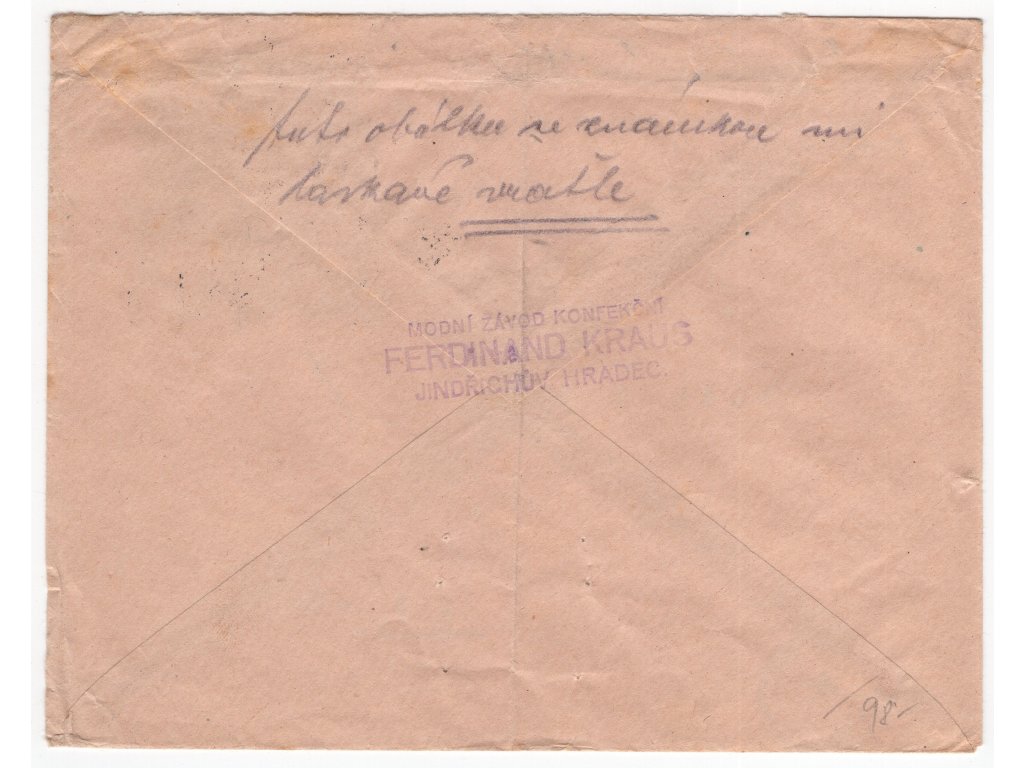 tuto obálku se známkou mi
laskavě vraťte
MODNÍ ZÁVOD KONFEKČNÍ
FERDINAND KRAUS
JINDŘICHŮV. HRADEC.
98